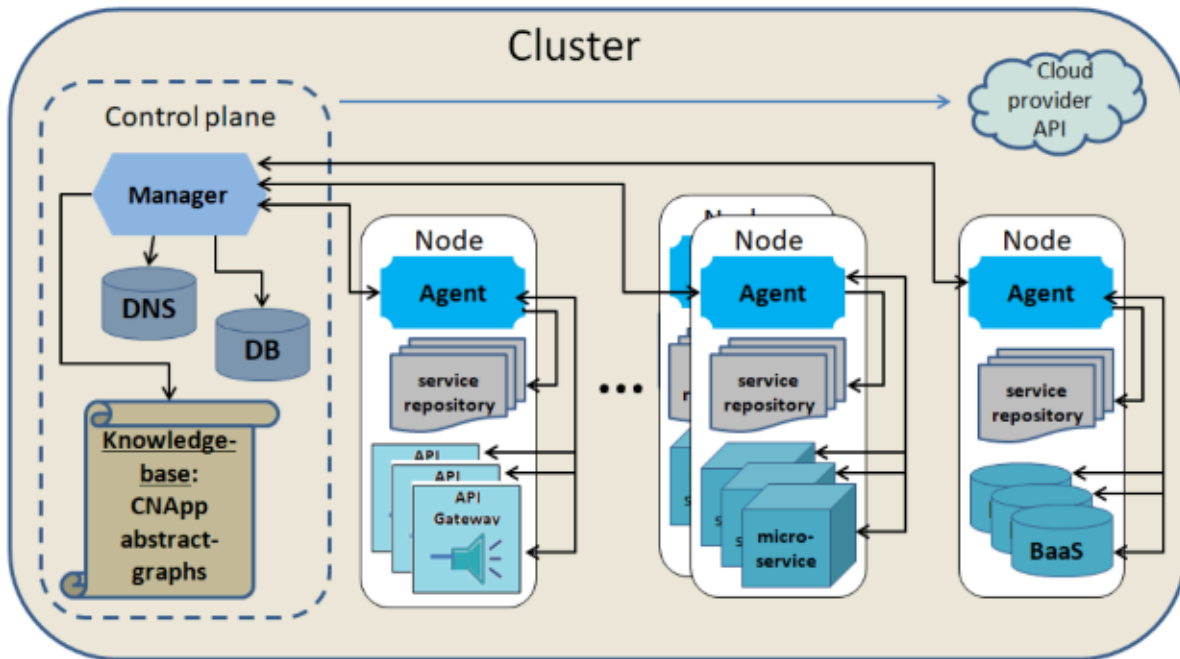 Cluster
Control plane
Cloud
provider
API
Manager
DNS
DB
Knowledge-
base:
CNApp
abstract-
graphs
Node
Agent
service
repository
API
API
API
Gateway
...
Node
Agent
service
repository
micro-
service
Node
Agent
service
repository
BaaS